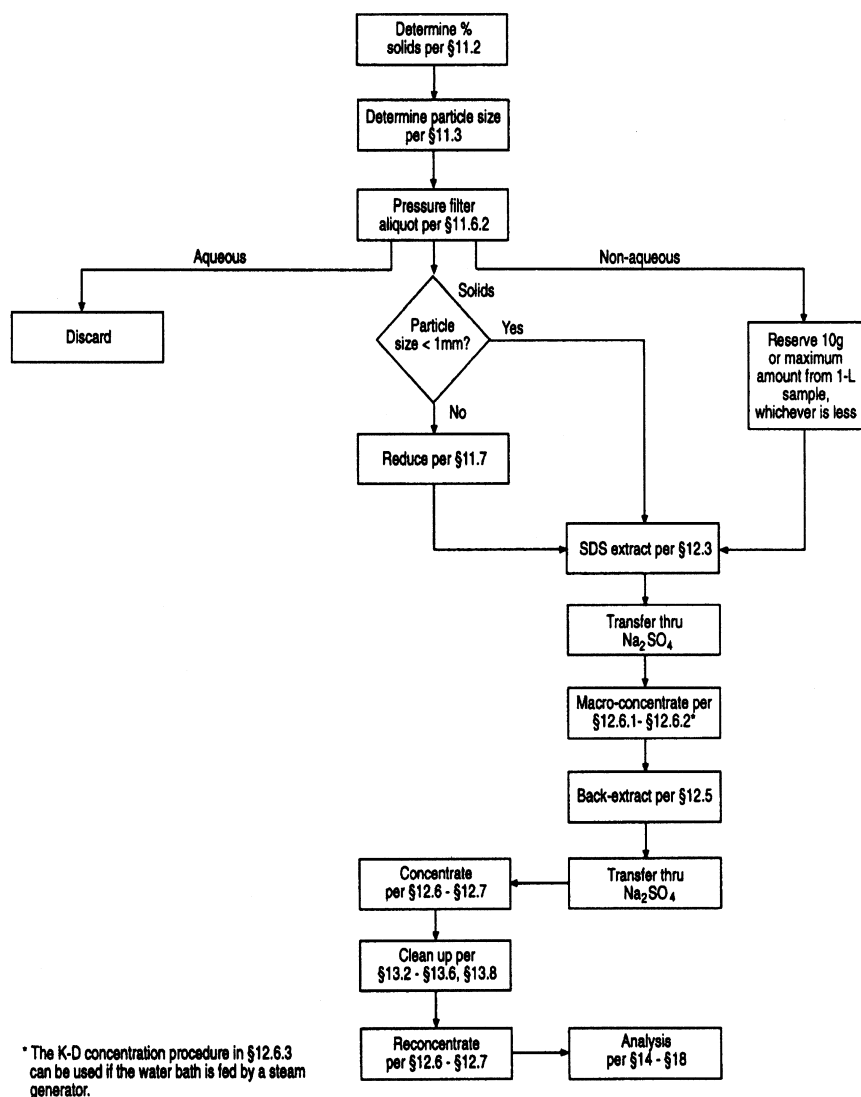 Determine %
solids per §11.2
Determine particle size
per §11.3
Pressure filter
aliquot per §11.6.2
Aqueous
Non-aqueous
Solids
Discard
Particle
size < 1mm?
Yes
Reserve 10g
or maximum
amount from 1-L
sample,
whichever is less
No
Reduce per §11.7
SDS extract per §12.3
Transfer thru
Na₂SO₄
Macro-concentrate per
§12.6.1- §12.6.2*
Back-extract per §12.5
Transfer thru
Na₂SO₄
Concentrate
per §12.6 - §12.7
Clean up per
§13.2 - §13.6, §13.8
Reconcentrate
per §12.6 - §12.7
Analysis
per §14 - §18
* The K-D concentration procedure in §12.6.3
can be used if the water bath is fed by a steam
generator.